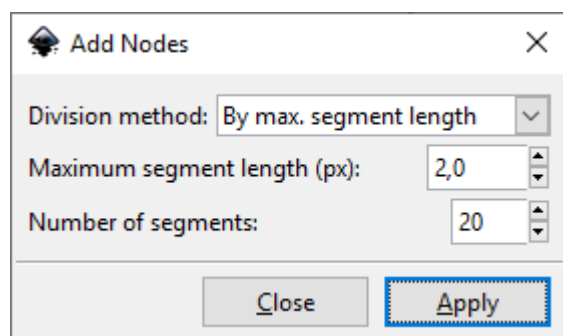 Add Nodes
Division method: By max. segment length
Maximum segment length (px): 2,0
Number of segments: 20
Close Apply